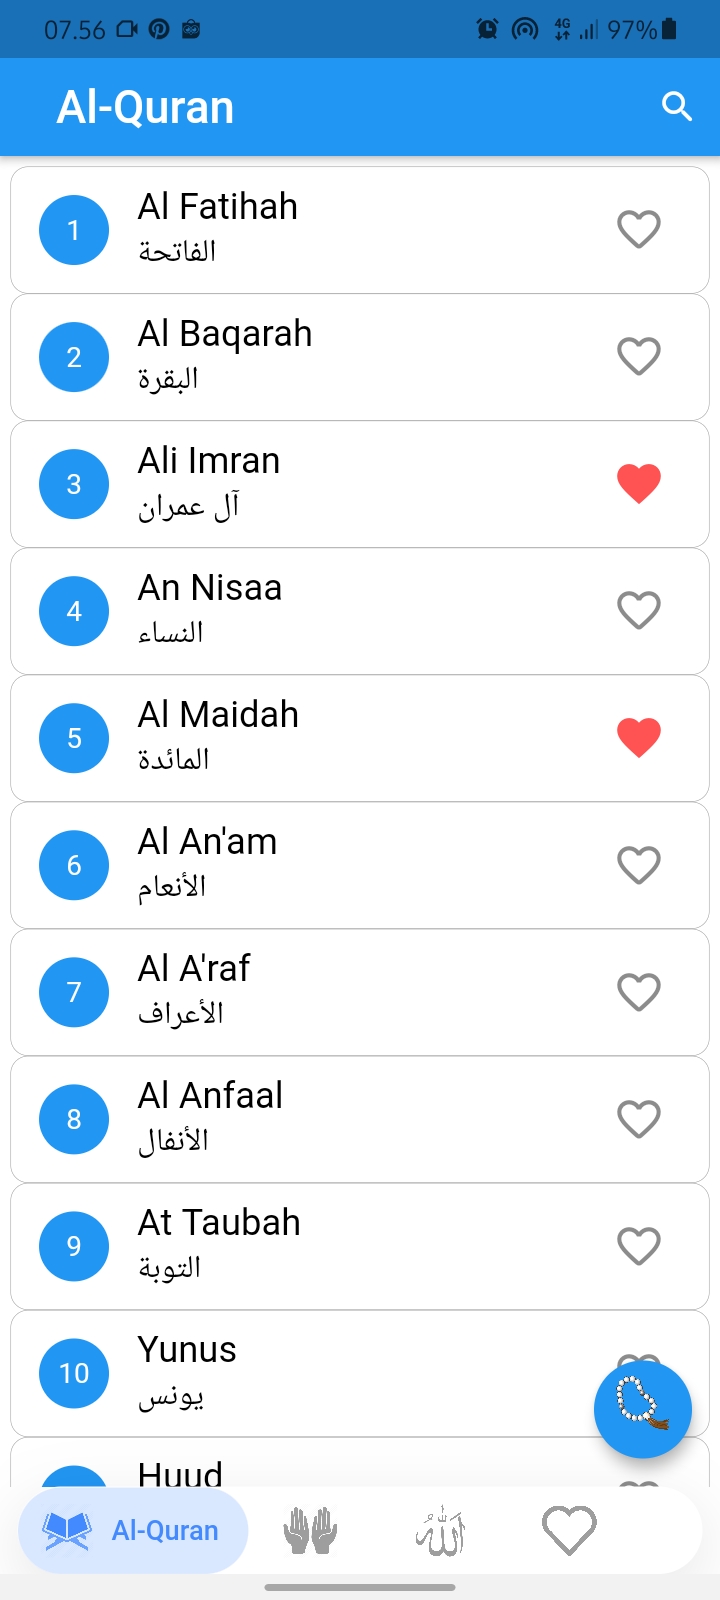 07.56 4G 97%
Al-Quran
1
Al Fatihah
الفاتحة
2
Al Baqarah
البقرة
3
Ali Imran
آل عمران
4
An Nisaa
النساء
5
Al Maidah
المائدة
6
Al An'am
الأنعام
7
Al A'raf
الأعراف
8
Al Anfaal
الأنفال
9
At Taubah
التوبة
10
Yunus
يونس
Huud
Al-Quran
الله